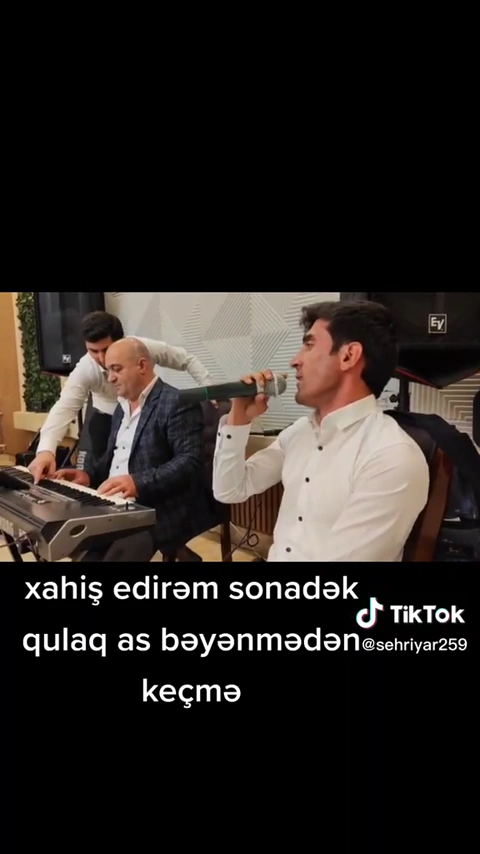 EV
xahiş edirəm sonadək
qulaq as bəyənmədən
keçmə
TikTok
@sehriyar259